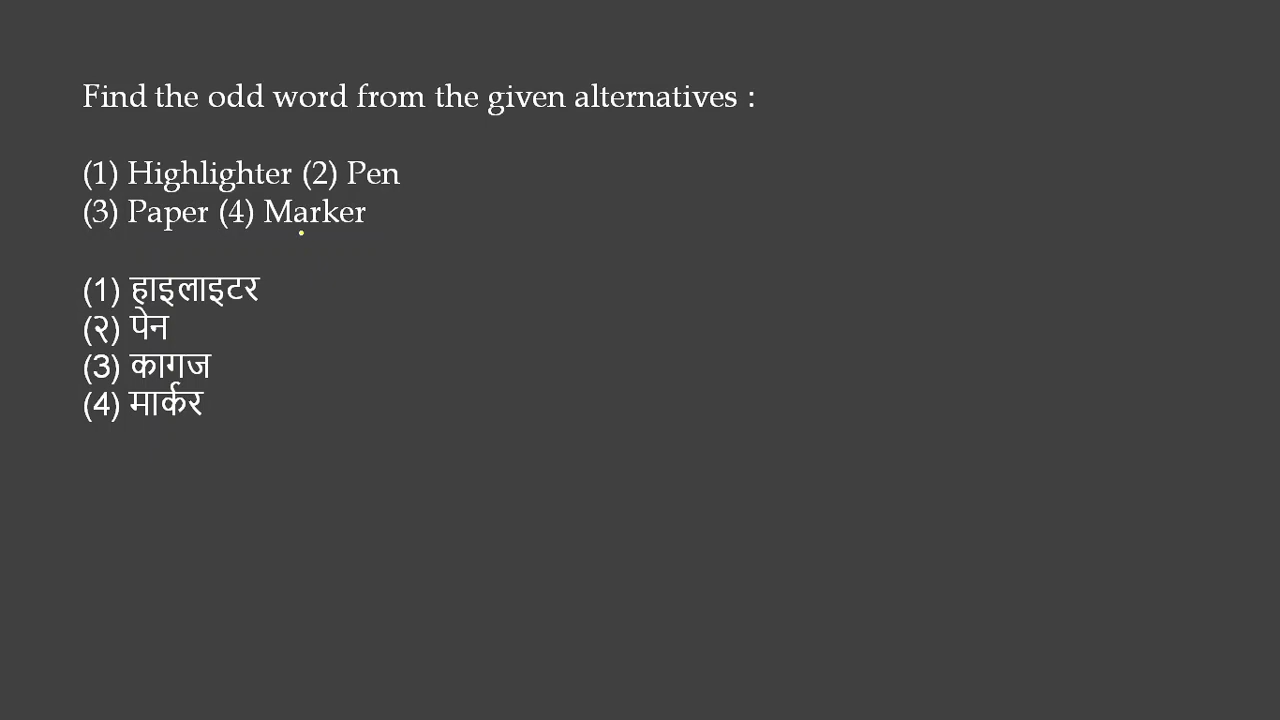 Find the odd word from the given alternatives :
(1) Highlighter (2) Pen
(3) Paper (4) Marker
(1) हाइलाइटर
(२) पेन
(3) कागज
(4) मार्कर